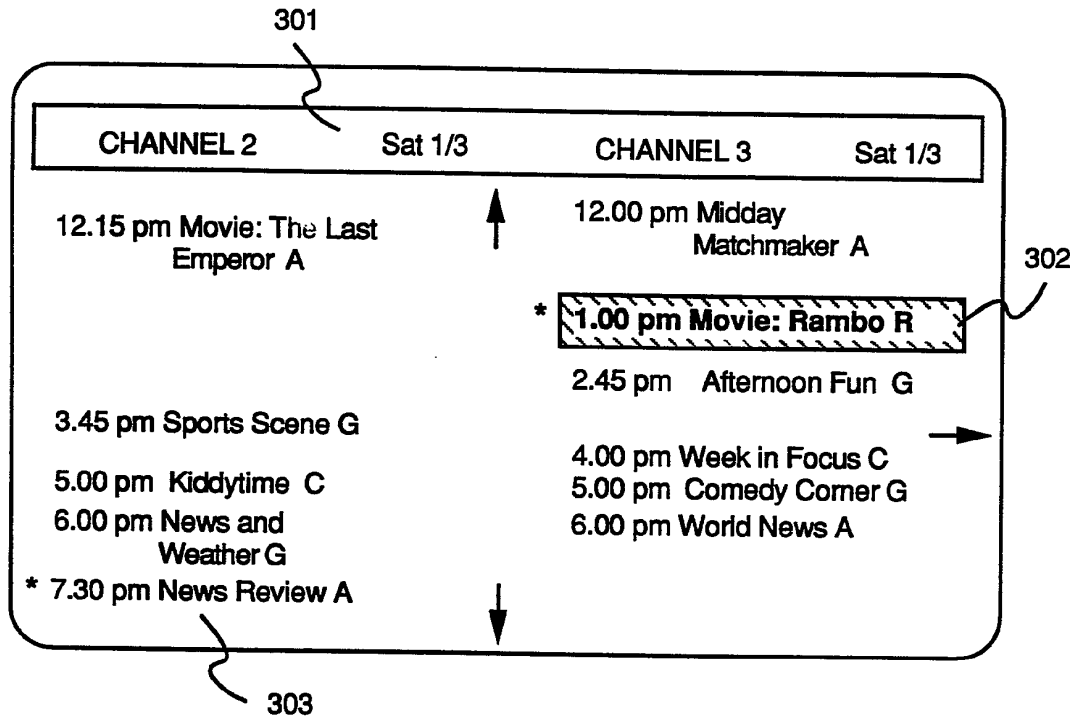 301
CHANNEL 2 Sat 1/3 CHANNEL 3 Sat 1/3
12.15 pm Movie: The Last
Emperor A
3.45 pm Sports Scene G
5.00 pm Kiddytime C
6.00 pm News and
Weather G
* 7.30 pm News Review A
12.00 pm Midday
Matchmaker A
* 1.00 pm Movie: Rambo R
2.45 pm Afternoon Fun G
4.00 pm Week in Focus C
5.00 pm Comedy Corner G
6.00 pm World News A
302
303